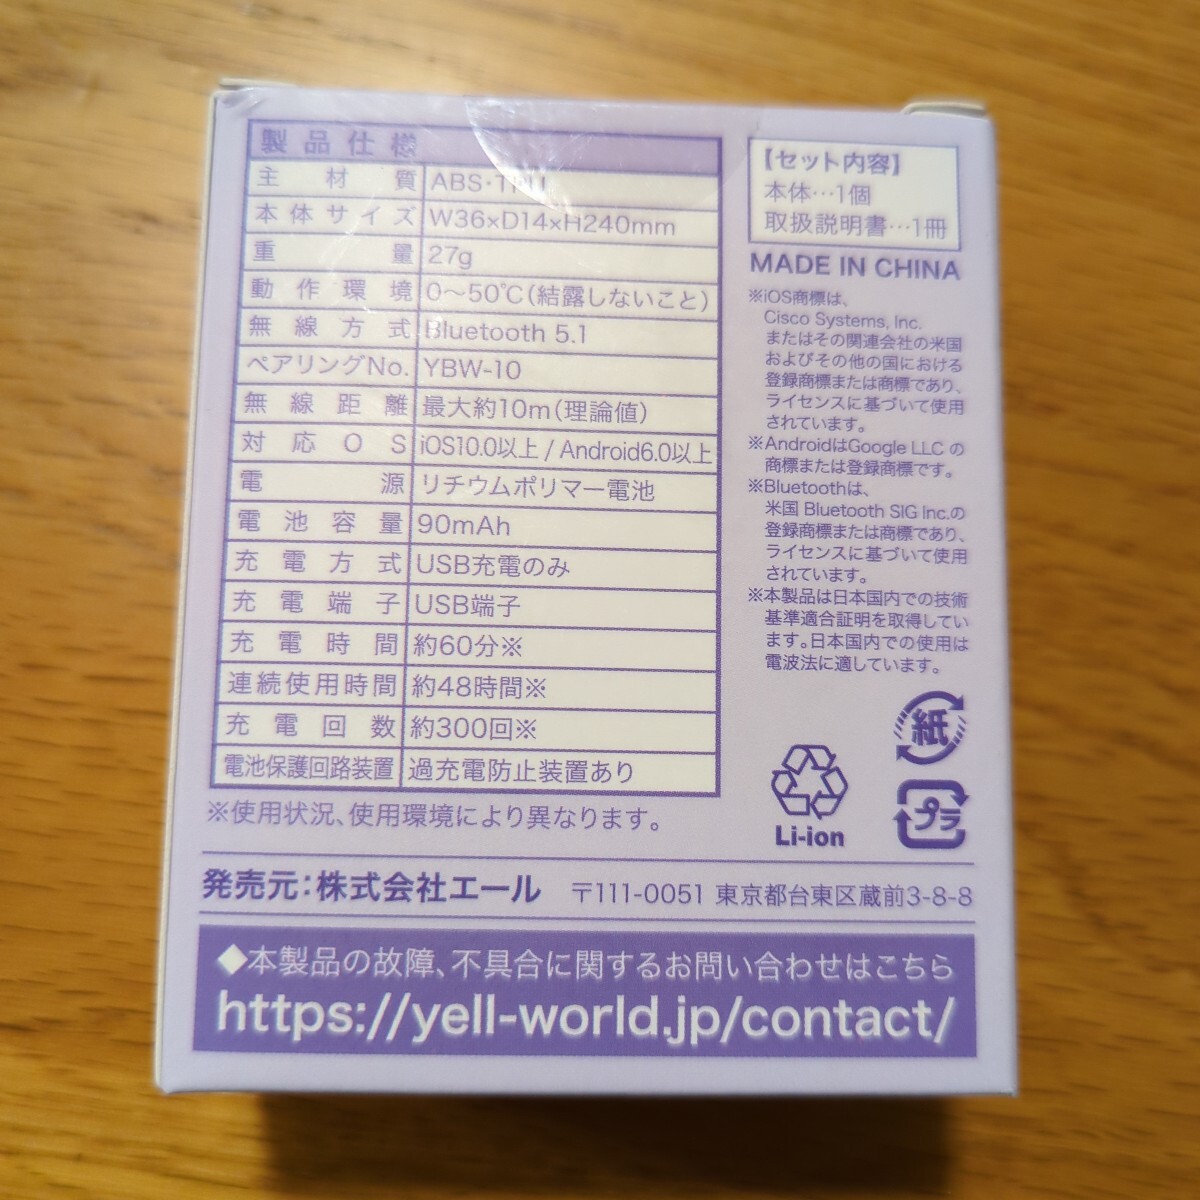 製品仕様
主材質 ABS・TPU
本体サイズ W36×D14×H240mm
重量 27g
動作環境 0〜50℃(結露しないこと)
無線方式 Bluetooth 5.1
ペアリングNo. YBW-10
無線距離 最大約10m(理論値)
対応OS iOS10.0以上 / Android6.0以上
電源 リチウムポリマー電池
電池容量 90mAh
充電方式 USB充電のみ
充電端子 USB端子
充電時間 約60分※
連続使用時間 約48時間※
充電回数 約300回※
電池保護回路装置 過充電防止装置あり
※使用状況、使用環境により異なります。
【セット内容】
本体…1個
取扱説明書…1冊
MADE IN CHINA
※iOS商標は、
Cisco Systems, Inc.
またはその関連会社の米国
およびその他の国における
登録商標または商標であり、
ライセンスに基づいて使用
されています。
※AndroidはGoogle LLC の
商標または登録商標です。
※Bluetoothは、
米国 Bluetooth SIG Inc.の
登録商標または商標であり、
ライセンスに基づいて使用
されています。
※本製品は日本国内での技術
基準適合証明を取得してい
ます。日本国内での使用は
電波法に適しています。
紙
プラ
Li-ion
発売元：株式会社エール 〒111-0051 東京都台東区蔵前3-8-8
◆本製品の故障、不具合に関するお問い合わせはこちら
https://yell-world.jp/contact/